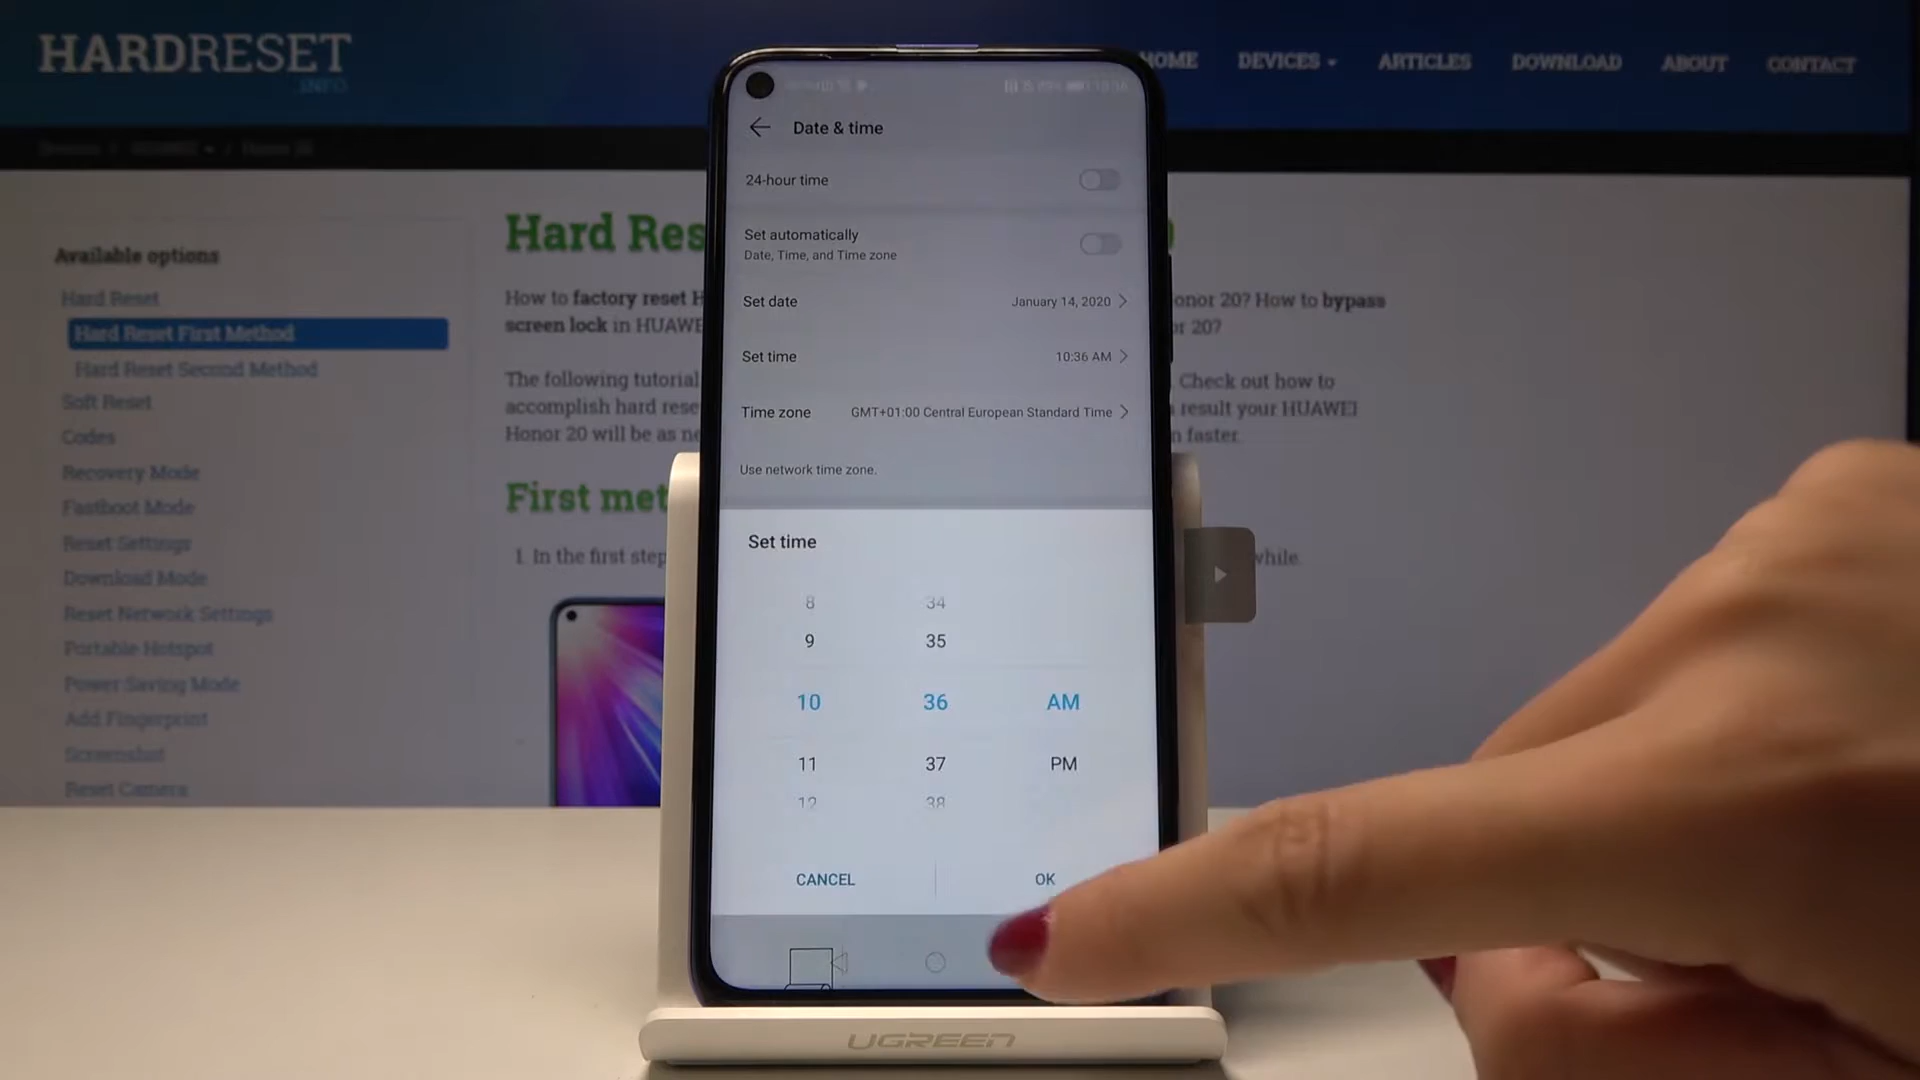 HARDRESET
.INFO
HOME
DEVICES
ARTICLES
DOWNLOAD
ABOUT
CONTACT
Available options
Hard Reset
Hard Reset First Method
Hard Reset Second Method
Soft Reset
Codes
Recovery Mode
Fastboot Mode
Reset Settings
Download Mode
Reset Network Settings
Portable Hotspot
Power Saving Mode
Add Fingerprint
Screenshot
Reset Camera
Hard Res
How to factory reset H
onor 20? How to bypass
screen lock in HUAWE
or 20?
The following tutorial
Check out how to
accomplish hard rese
result your HUAWEI
Honor 20 will be as ne
n faster.
First met
1. In the first step
while.
Date & time
24-hour time
Set automatically
Date, Time, and Time zone
Set date
January 14, 2020
Set time
10:36 AM
Time zone
GMT+01:00 Central European Standard Time
Use network time zone.
Set time
8 34
9 35
10 36 AM
11 37 PM
12 38
CANCEL
OK
UGREEN